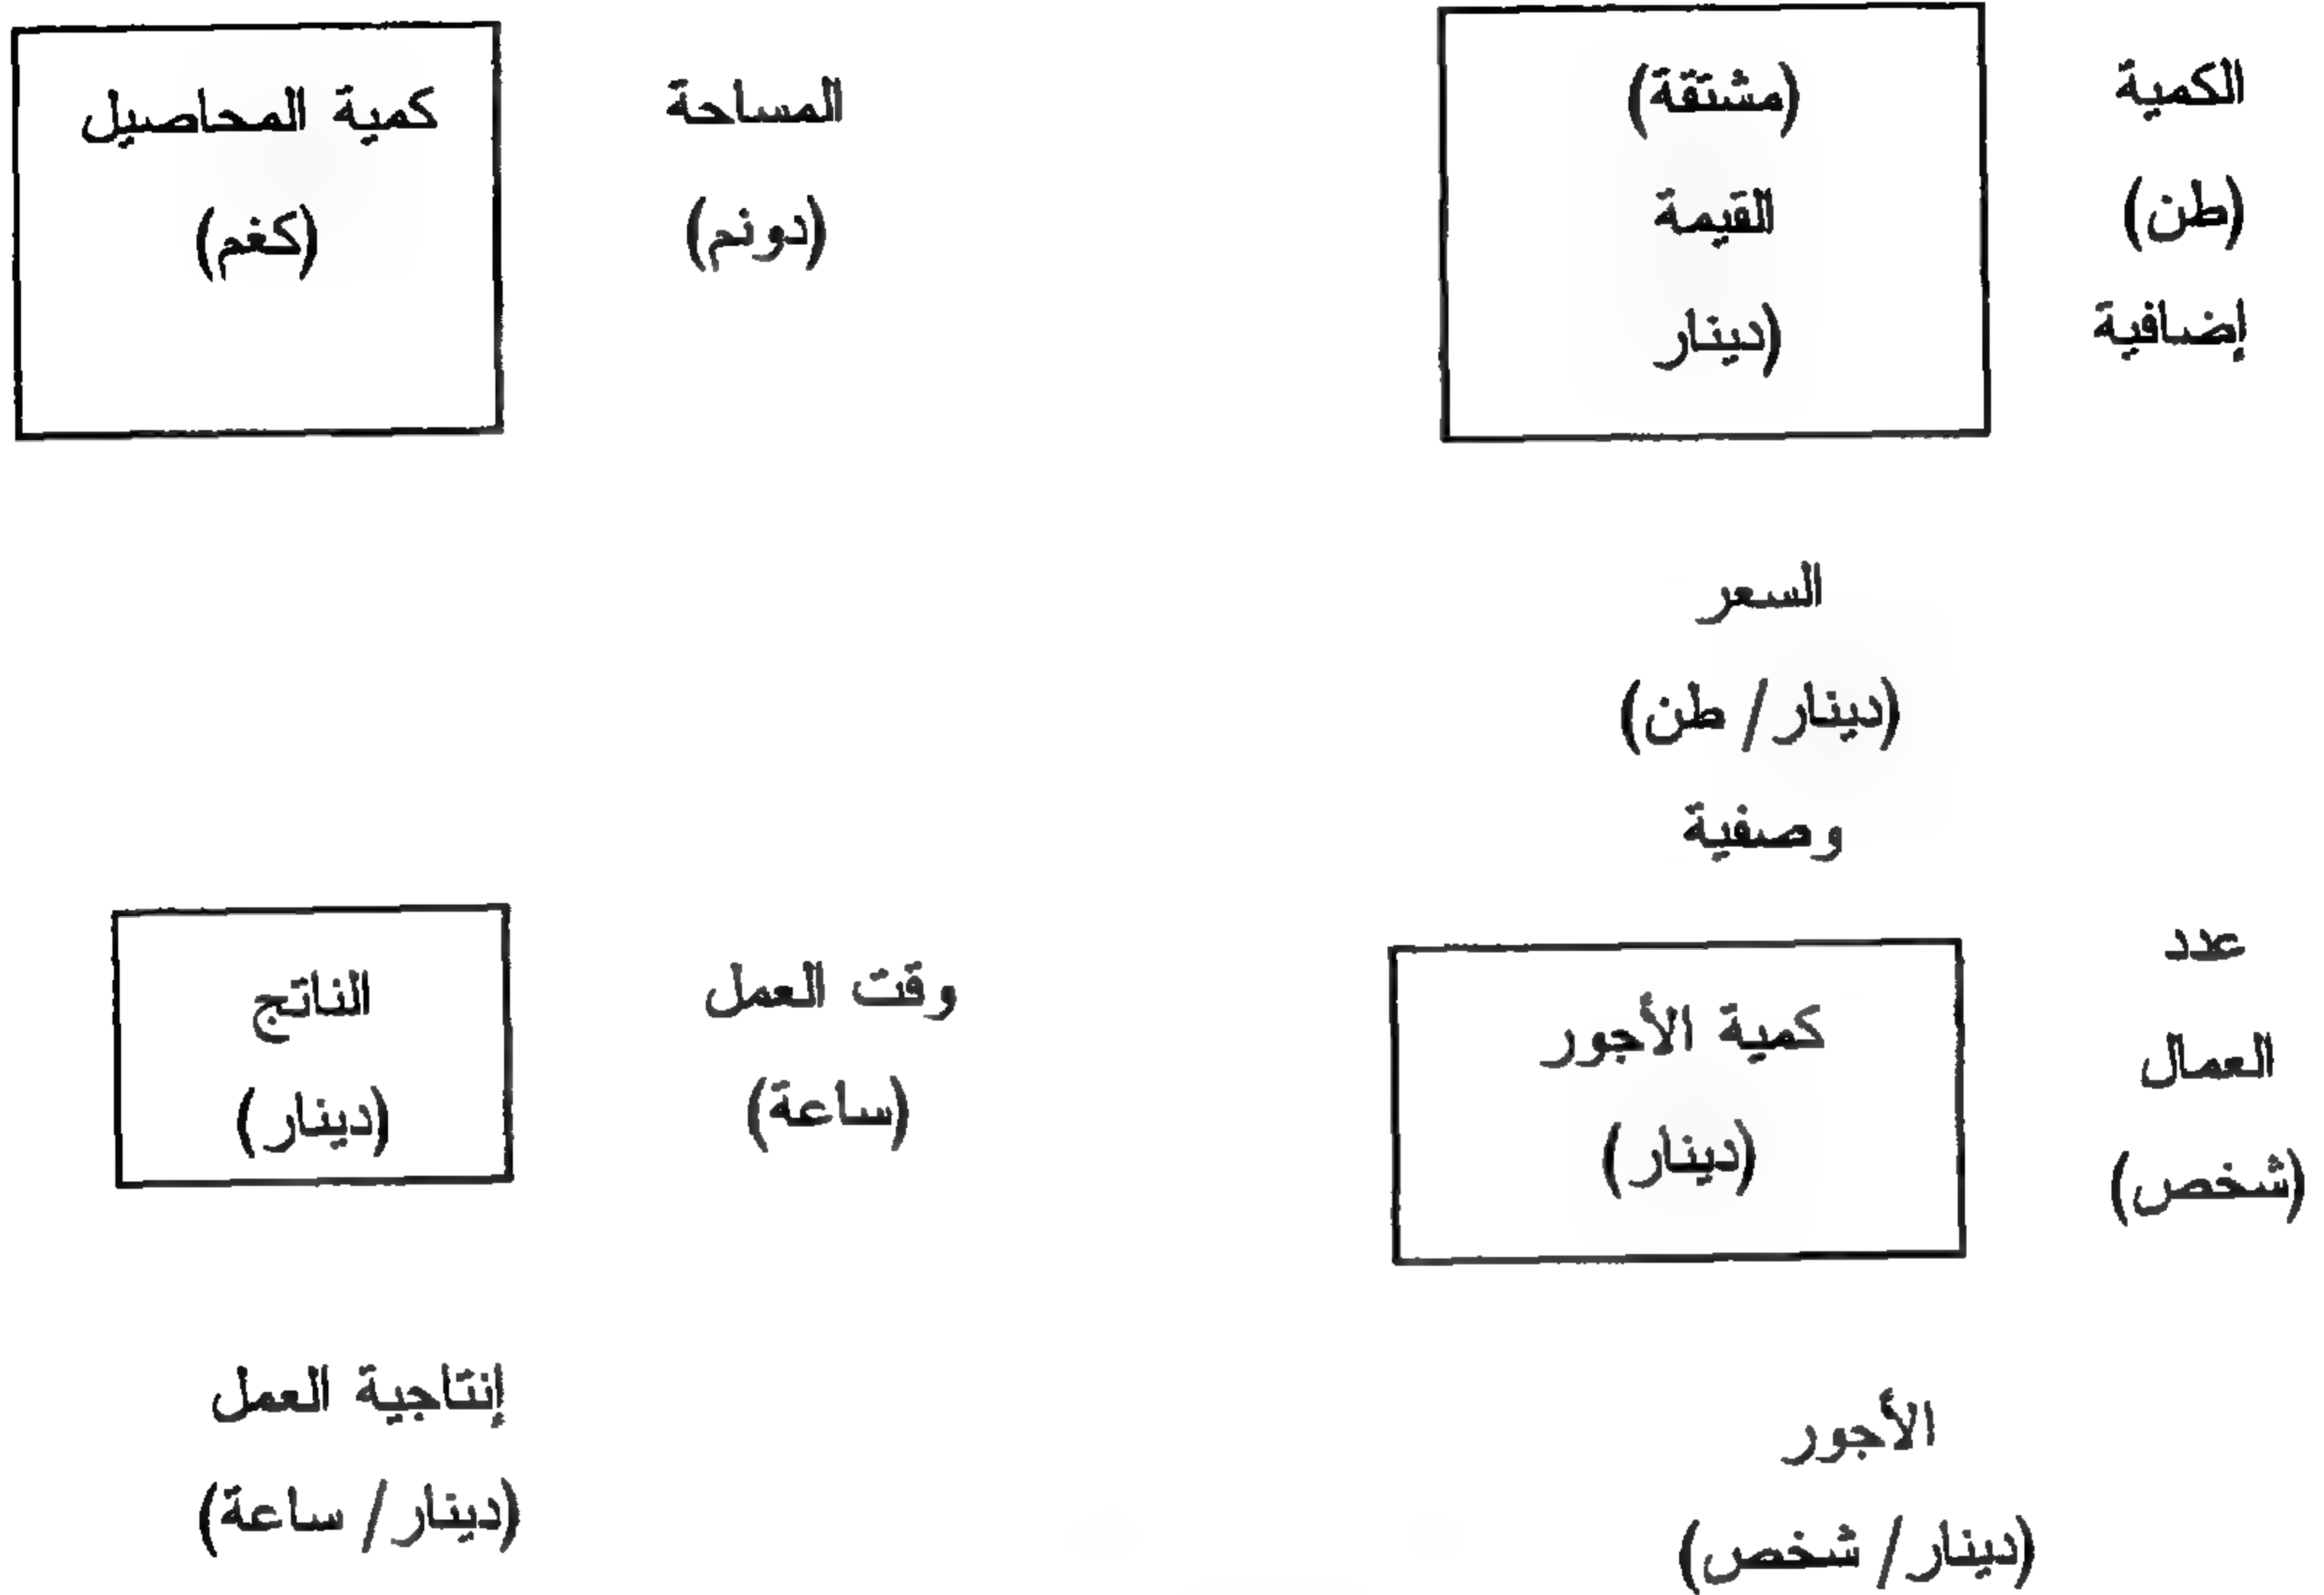 الكمية
(طن)
إضافية
(مشتقة)
القيمة
(دينار
السعر
(دينار / طن)
وصفية
المساحة
(دونم)
كمية المحاصيل
(كغم)
عدد
العمال
(شخص)
كمية الأجور
(دينار)
الأجور
(دينار / شخص)
وقت العمل
(ساعة)
الناتج
(دينار)
إنتاجية العمل
(دينار / ساعة)